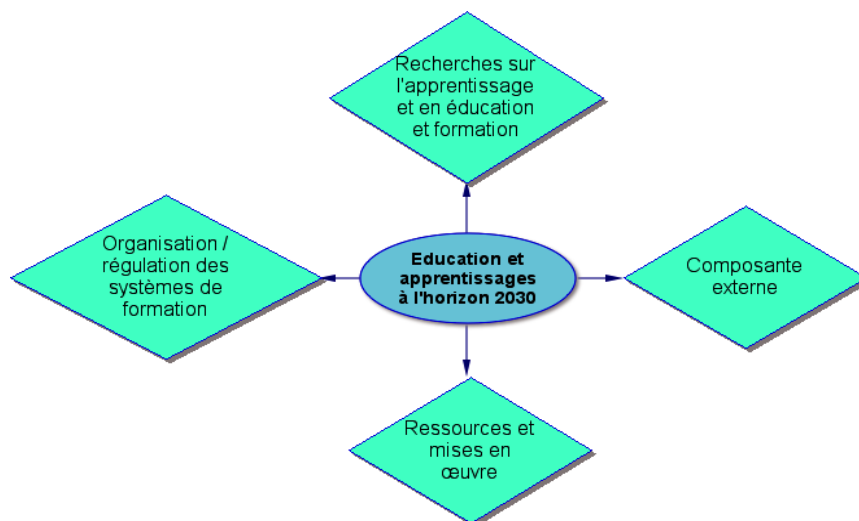 Recherches sur
l'apprentissage
et en éducation
et formation
Organisation /
régulation des
systèmes de
formation
Education et
apprentissages
à l'horizon 2030
Composante
externe
Ressources et
mises en
œuvre